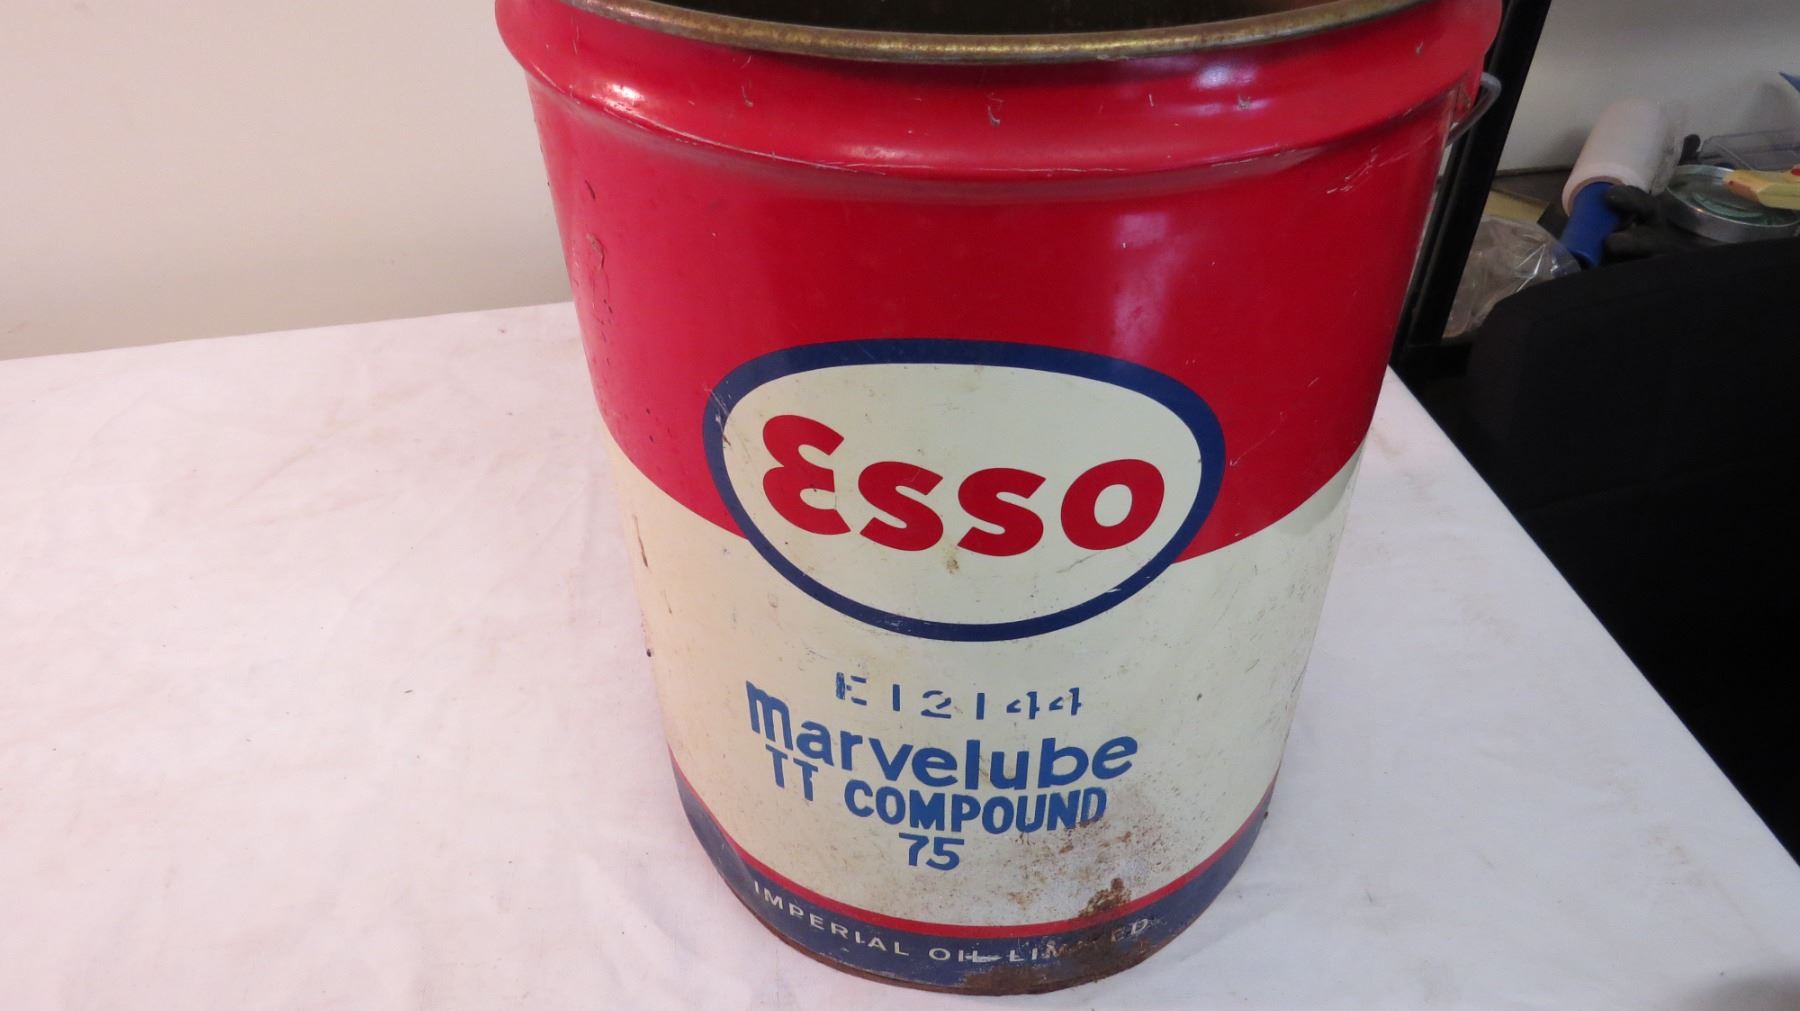 Esso
E12144
marvelube
TT COMPOUND
75
IMPERIAL OIL LIMITED